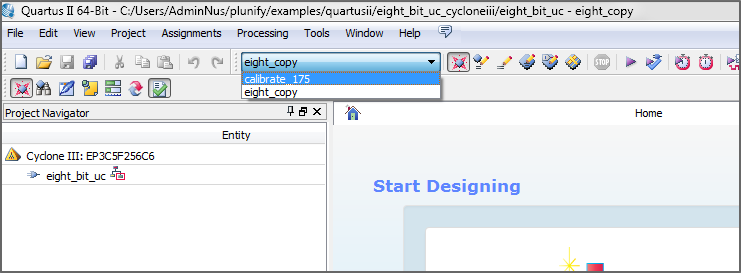 Quartus II 64-Bit - C:/Users/AdminNus/plunify/examples/quartusii/eight_bit_uc_cycloneiii/eight_bit_uc - eight_copy
File Edit View Project Assignments Processing Tools Window Help
eight_copy
calibrate_175
eight_copy
STOP
Project Navigator
Home
Entity
Cyclone III: EP3C5F256C6
eight_bit_uc
Start Designing